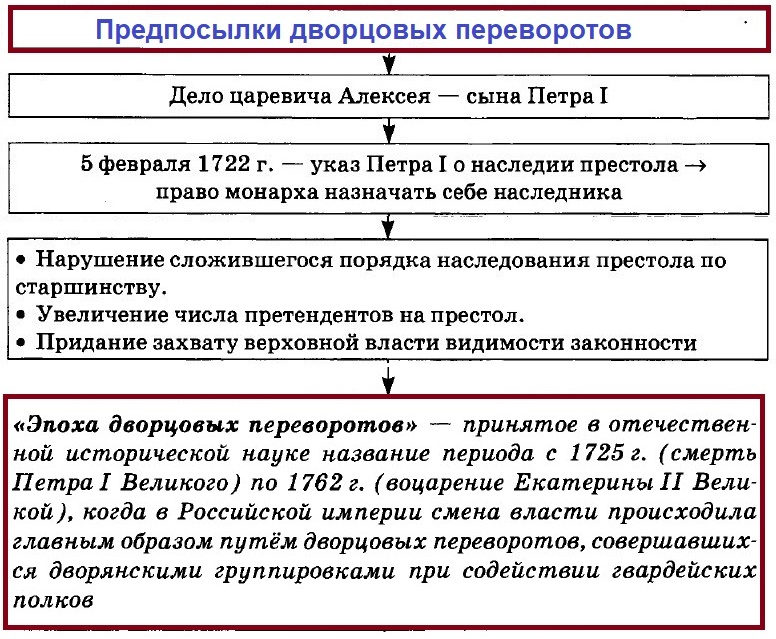 Предпосылки дворцовых переворотов
Дело царевича Алексея — сына Петра I
5 февраля 1722 г. — указ Петра I о наследии престола →
право монарха назначать себе наследника
• Нарушение сложившегося порядка наследования престола по
старшинству.
• Увеличение числа претендентов на престол.
• Придание захвату верховной власти видимости законности
«Эпоха дворцовых переворотов» — принятое в отечествен-
ной исторической науке название периода с 1725 г. (смерть
Петра I Великого) по 1762 г. (воцарение Екатерины II Вели-
кой), когда в Российской империи смена власти происходила
главным образом путём дворцовых переворотов, совершавших-
ся дворянскими группировками при содействии гвардейских
полков